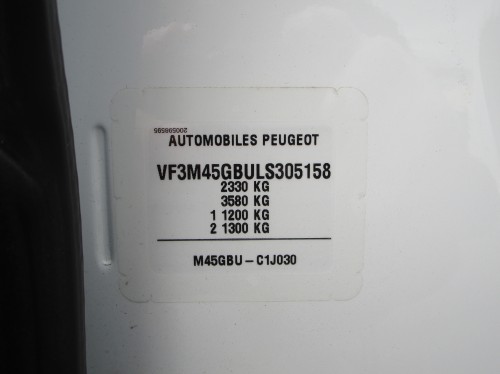 AUTOMOBILES PEUGEOT
VF3M45GBULS305158
2330 KG
3580 KG
1 1200 KG
2 1300 KG
M45GBU-C1J030